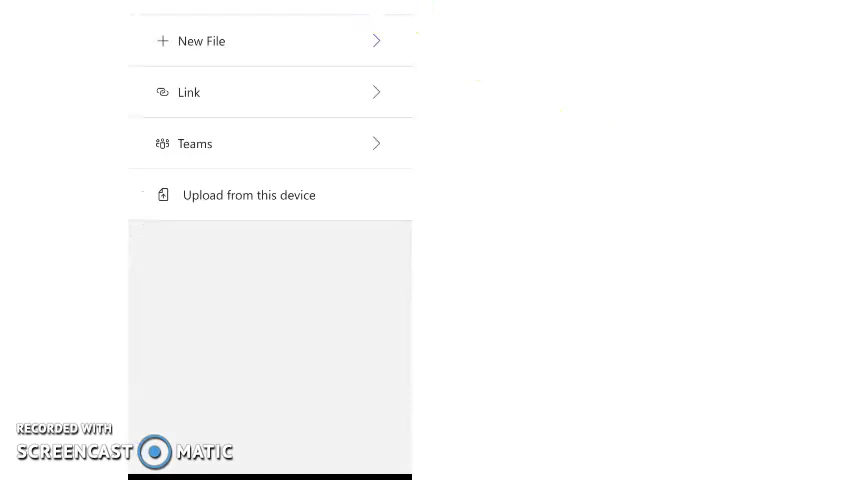 New File
Link
Teams
Upload from this device
RECORDED WITH
SCREENCAST MATIC